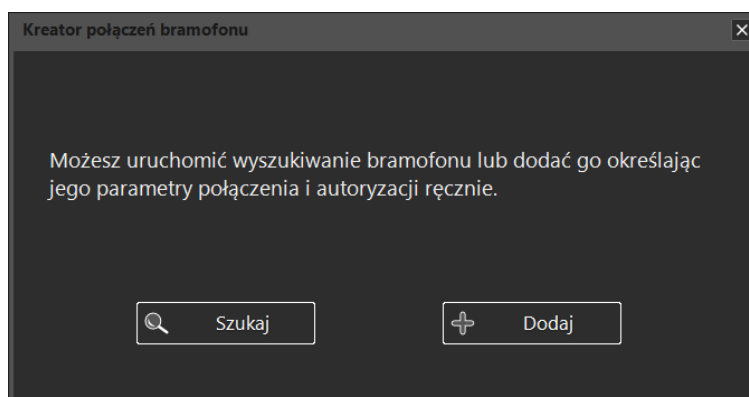 Kreator połączeń bramofonu
Możesz uruchomić wyszukiwanie bramofonu lub dodać go określając
jego parametry połączenia i autoryzacji ręcznie.
Szukaj
Dodaj